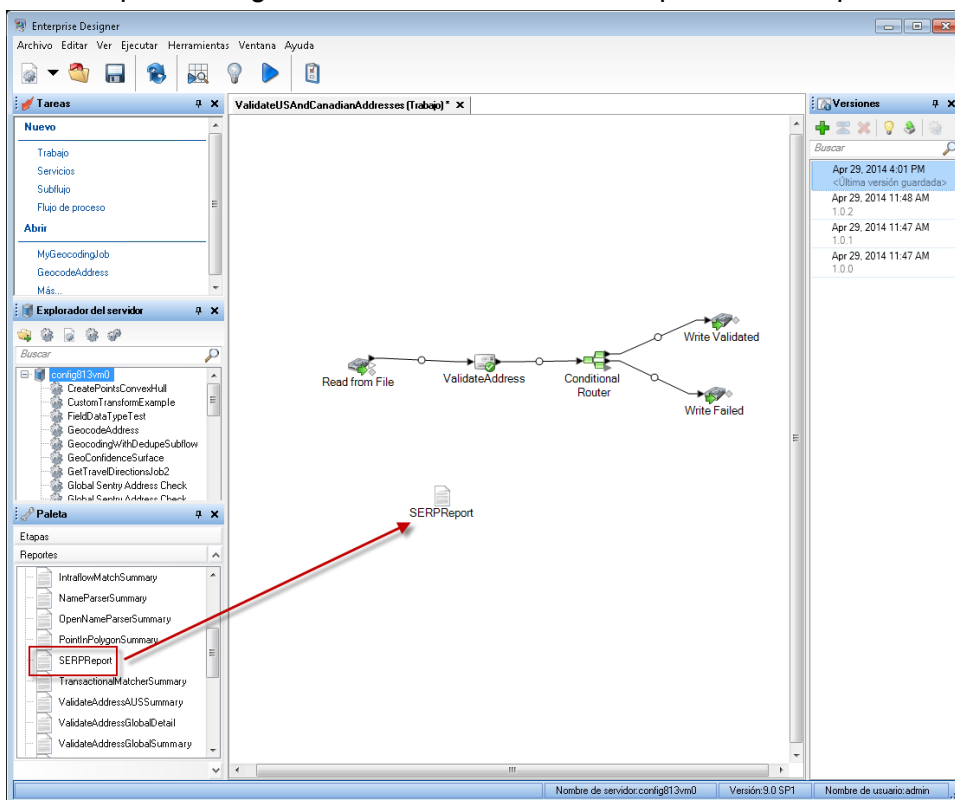 Enterprise Designer
Archivo Editar Ver Ejecutar Herramientas Ventana Ayuda
Tareas
Nuevo
Trabajo
Servicios
Subflujo
Flujo de proceso
Abrir
MyGeocodingJob
GeocodeAddress
Más...
Explorador del servidor
Buscar
config813vm0
CreatePointsConvexHull
CustomTransformExample
FieldDataTypeTest
GeocodeAddress
GeocodingWithDedupeSubflow
GeoConfidenceSurface
GetTravelDirectionsJob2
Global Sentry Address Check
Global Sentry Address Check
Paleta
Etapas
Reportes
IntraflowMatchSummary
NameParserSummary
OpenNameParserSummary
PointInPolygonSummary
SERPReport
TransactionalMatcherSummary
ValidateAddressAUSSummary
ValidateAddressGlobalDetail
ValidateAddressGlobalSummary
ValidateUSAndCanadianAddresses (Trabajo) *
Read from File
ValidateAddress
Conditional
Router
Write Validated
Write Failed
SERPReport
Versiones
Buscar
Apr 29, 2014 4:01 PM
<Última versión guardada>
Apr 29, 2014 11:48 AM
1.0.2
Apr 29, 2014 11:47 AM
1.0.1
Apr 29, 2014 11:47 AM
1.0.0
Nombre de servidor:config813vm0
Versión:9.0 SP1
Nombre de usuario:admin